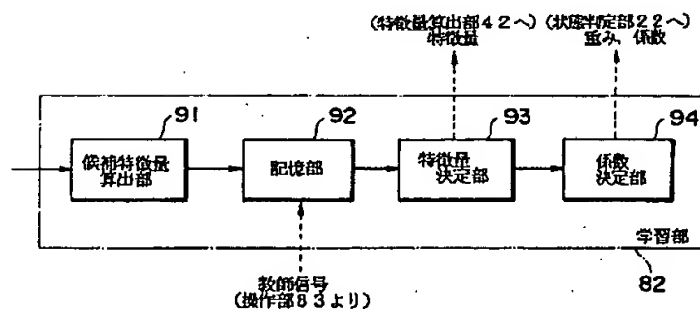 (特徴量算出部42へ)
特徴量
(状態判定部22へ)
重み、係数
91
92
93
94
候補特徴量
算出部
記憶部
特徴量
決定部
係数
決定部
学習部
82
教師信号
(操作部83より)